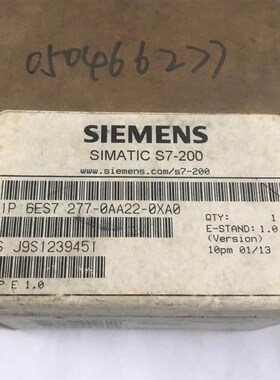 050466277
SIEMENS
SIMATIC S7-200
www.siemens.com/s7-200
1P 6ES7 277-0AA22-0XA0
S J9S1239451
QTY: 1
E-STAND: 1.0
(Version)
10pm 01/13
P E 1.0